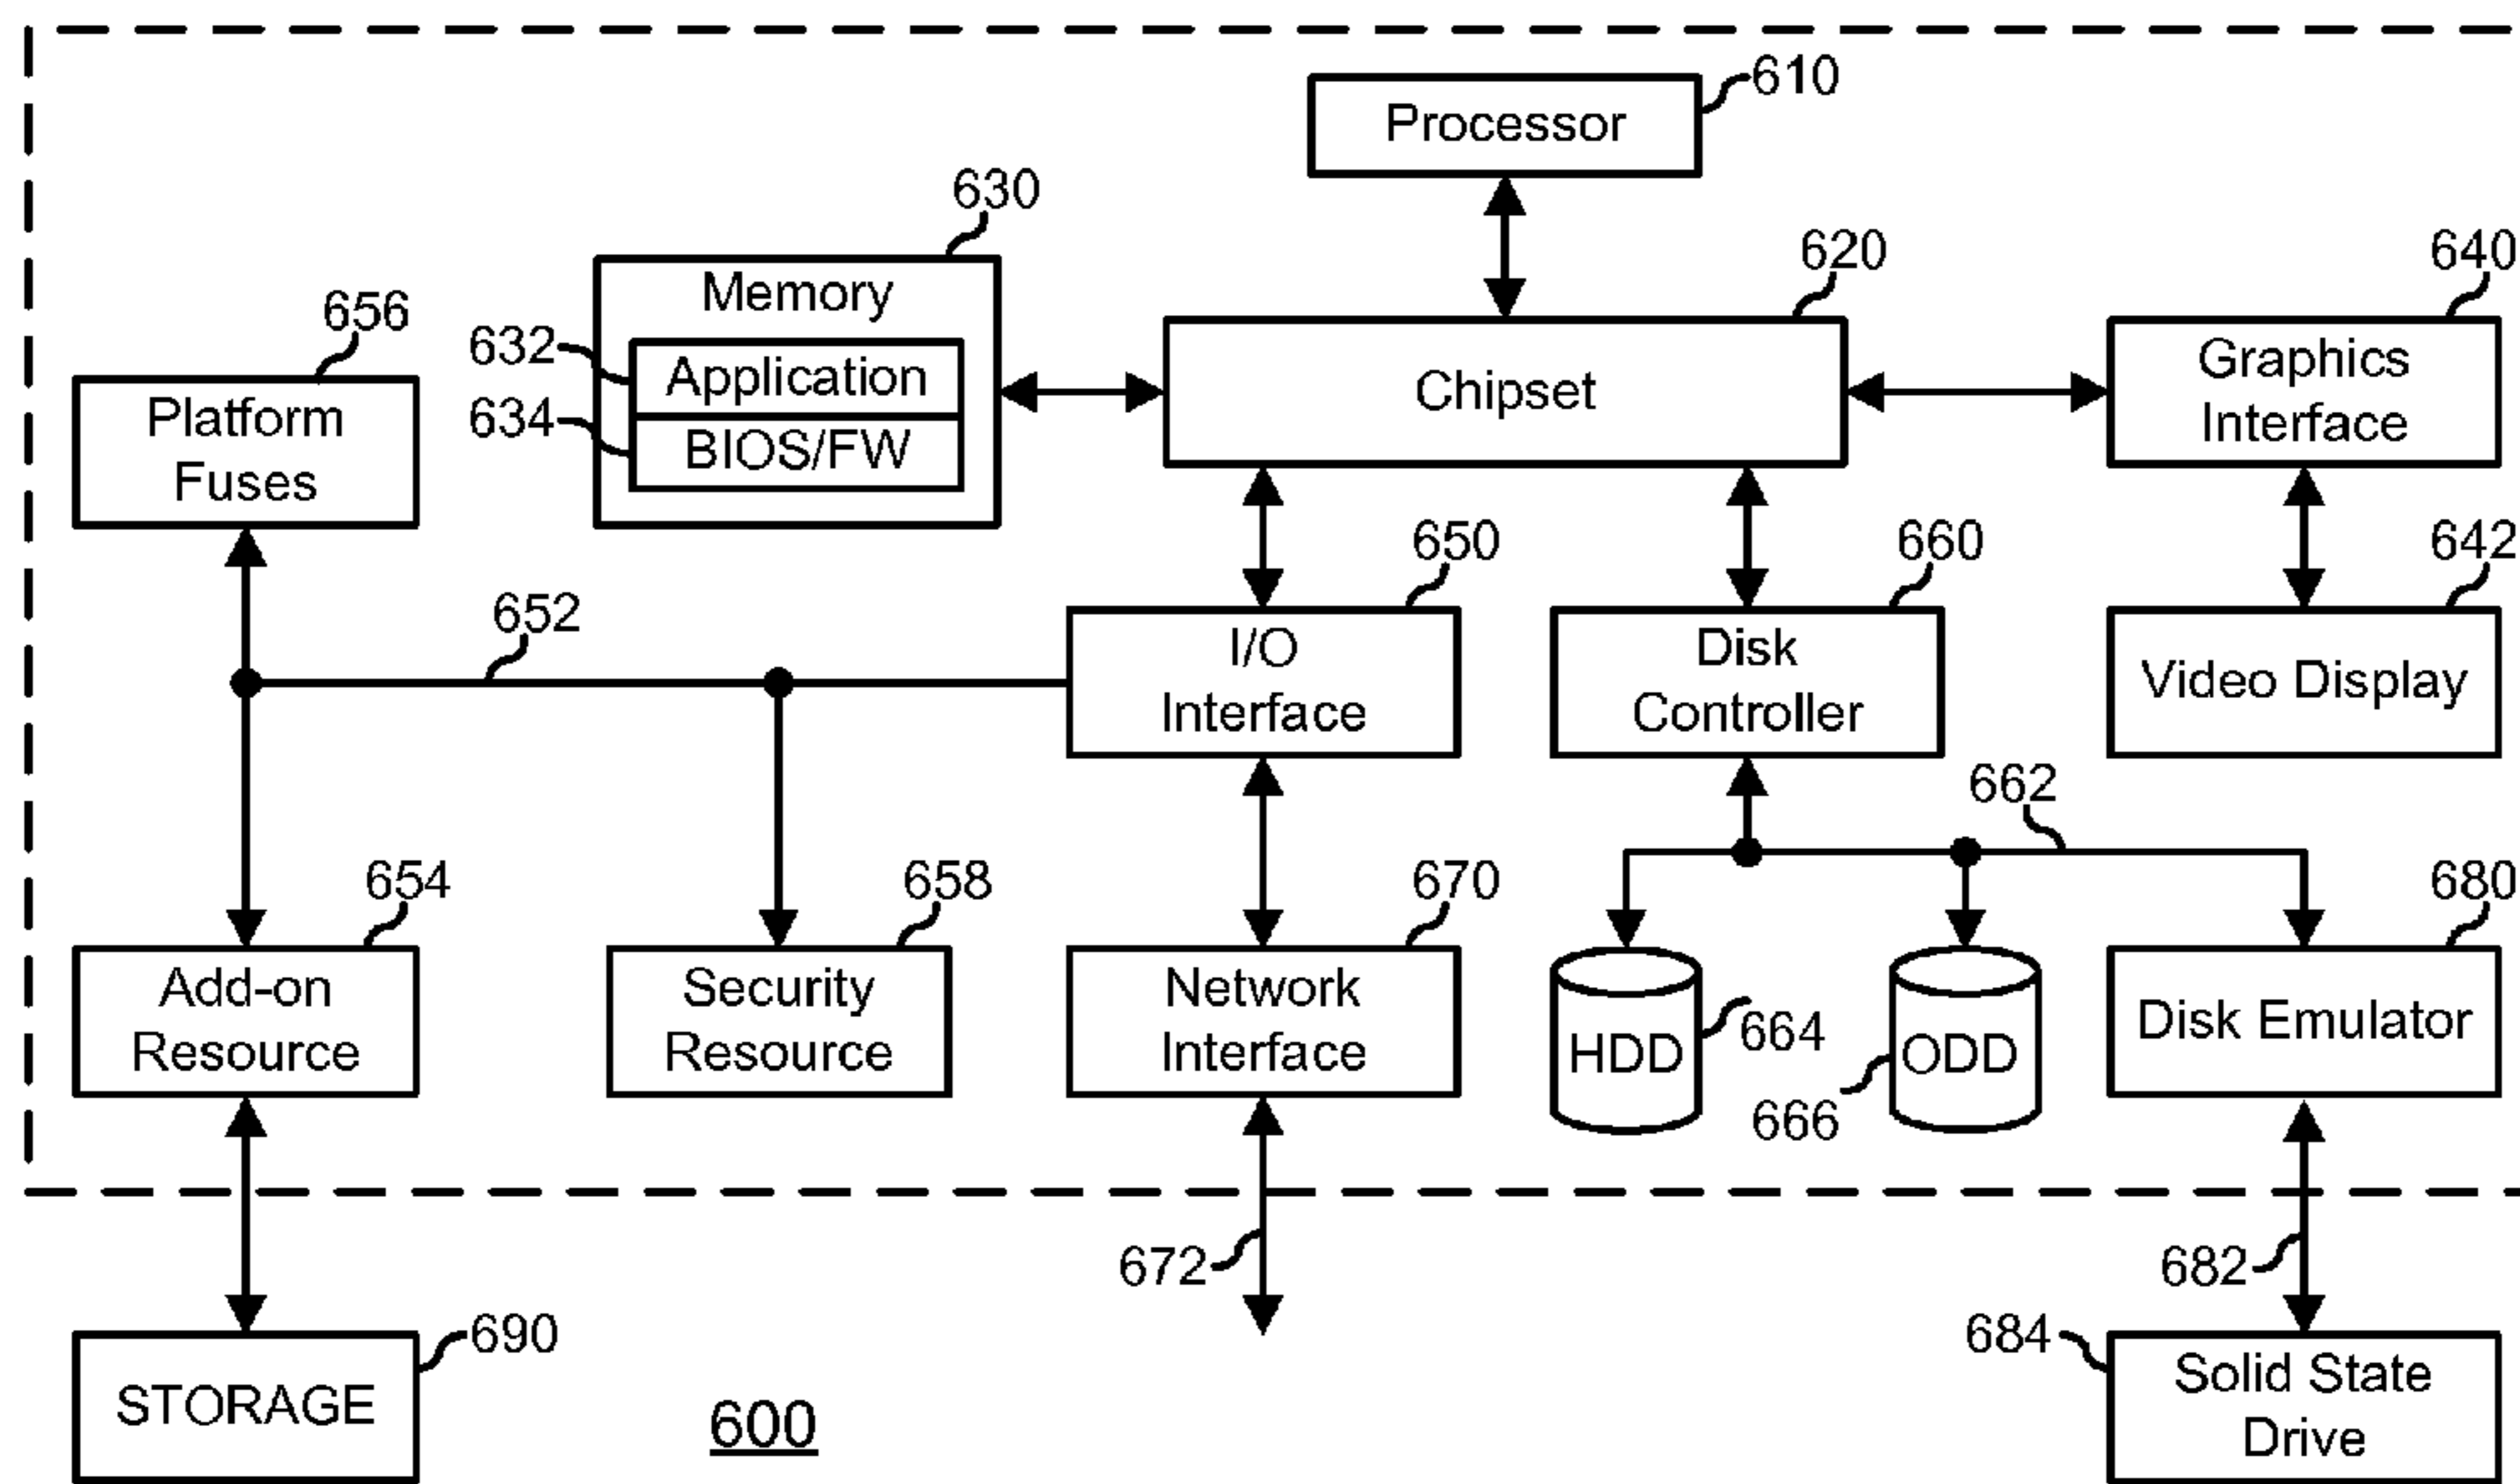 610
Processor
630
620
640
Memory
656
632
Application
634
BIOS/FW
Chipset
Graphics
Interface
Platform
Fuses
650
660
642
652
I/O
Interface
Disk
Controller
Video Display
662
654
658
670
680
Add-on
Resource
Security
Resource
Network
Interface
HDD
664
ODD
666
Disk Emulator
672
682
690
STORAGE
600
684
Solid State
Drive